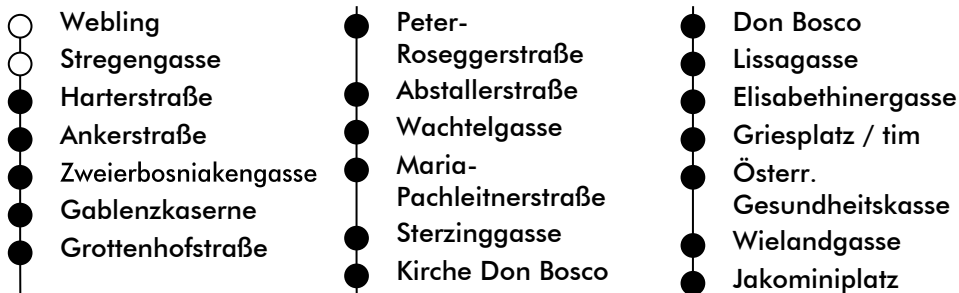 Webling
Stregengasse
Harterstraße
Ankerstraße
Zweierbosniakengasse
Gablenzkaserne
Grottenhofstraße
Peter-
Roseggerstraße
Abstallerstraße
Wachtelgasse
Maria-
Pachleitnerstraße
Sterzinggasse
Kirche Don Bosco
Don Bosco
Lissagasse
Elisabethinergasse
Griesplatz / tim
Österr.
Gesundheitskasse
Wielandgasse
Jakominiplatz